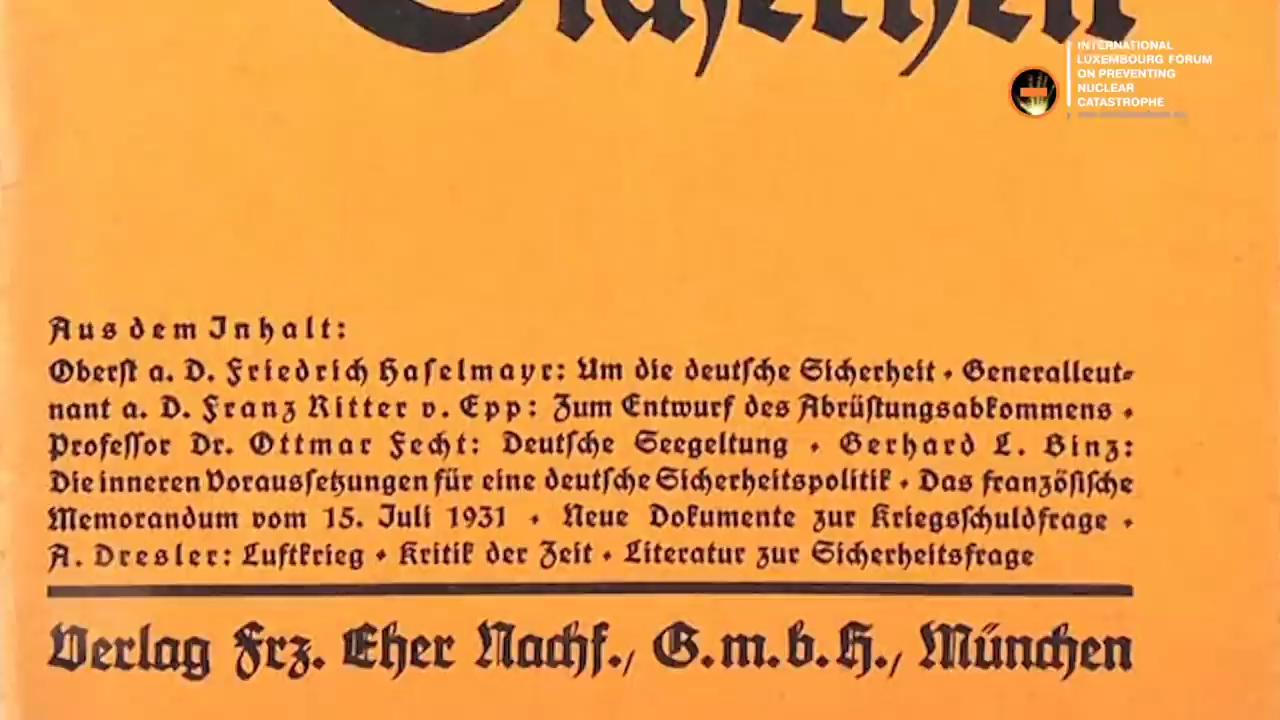 Sicherheit
INTERNATIONAL
LUXEMBOURG FORUM
ON PREVENTING
NUCLEAR
CATASTROPHE
Aus dem Inhalt:
Oberst a. D. Friedrich Haselmayr: Um die deutsche Sicherheit • Generalleut-
nant a. D. Franz Ritter v. Epp: Zum Entwurf des Abrüstungsabkommens •
Professor Dr. Ottmar Fecht: Deutsche Seegeltung • Gerhard L. Binz:
Die inneren Voraussetzungen für eine deutsche Sicherheitspolitik • Das französische
Memorandum vom 15. Juli 1931 • Neue Dokumente zur Kriegsschuldfrage •
A. Dresler: Luftkrieg • Kritik der Zeit • Literatur zur Sicherheitsfrage
Verlag Frz. Eher Nachf., G.m.b.H., München